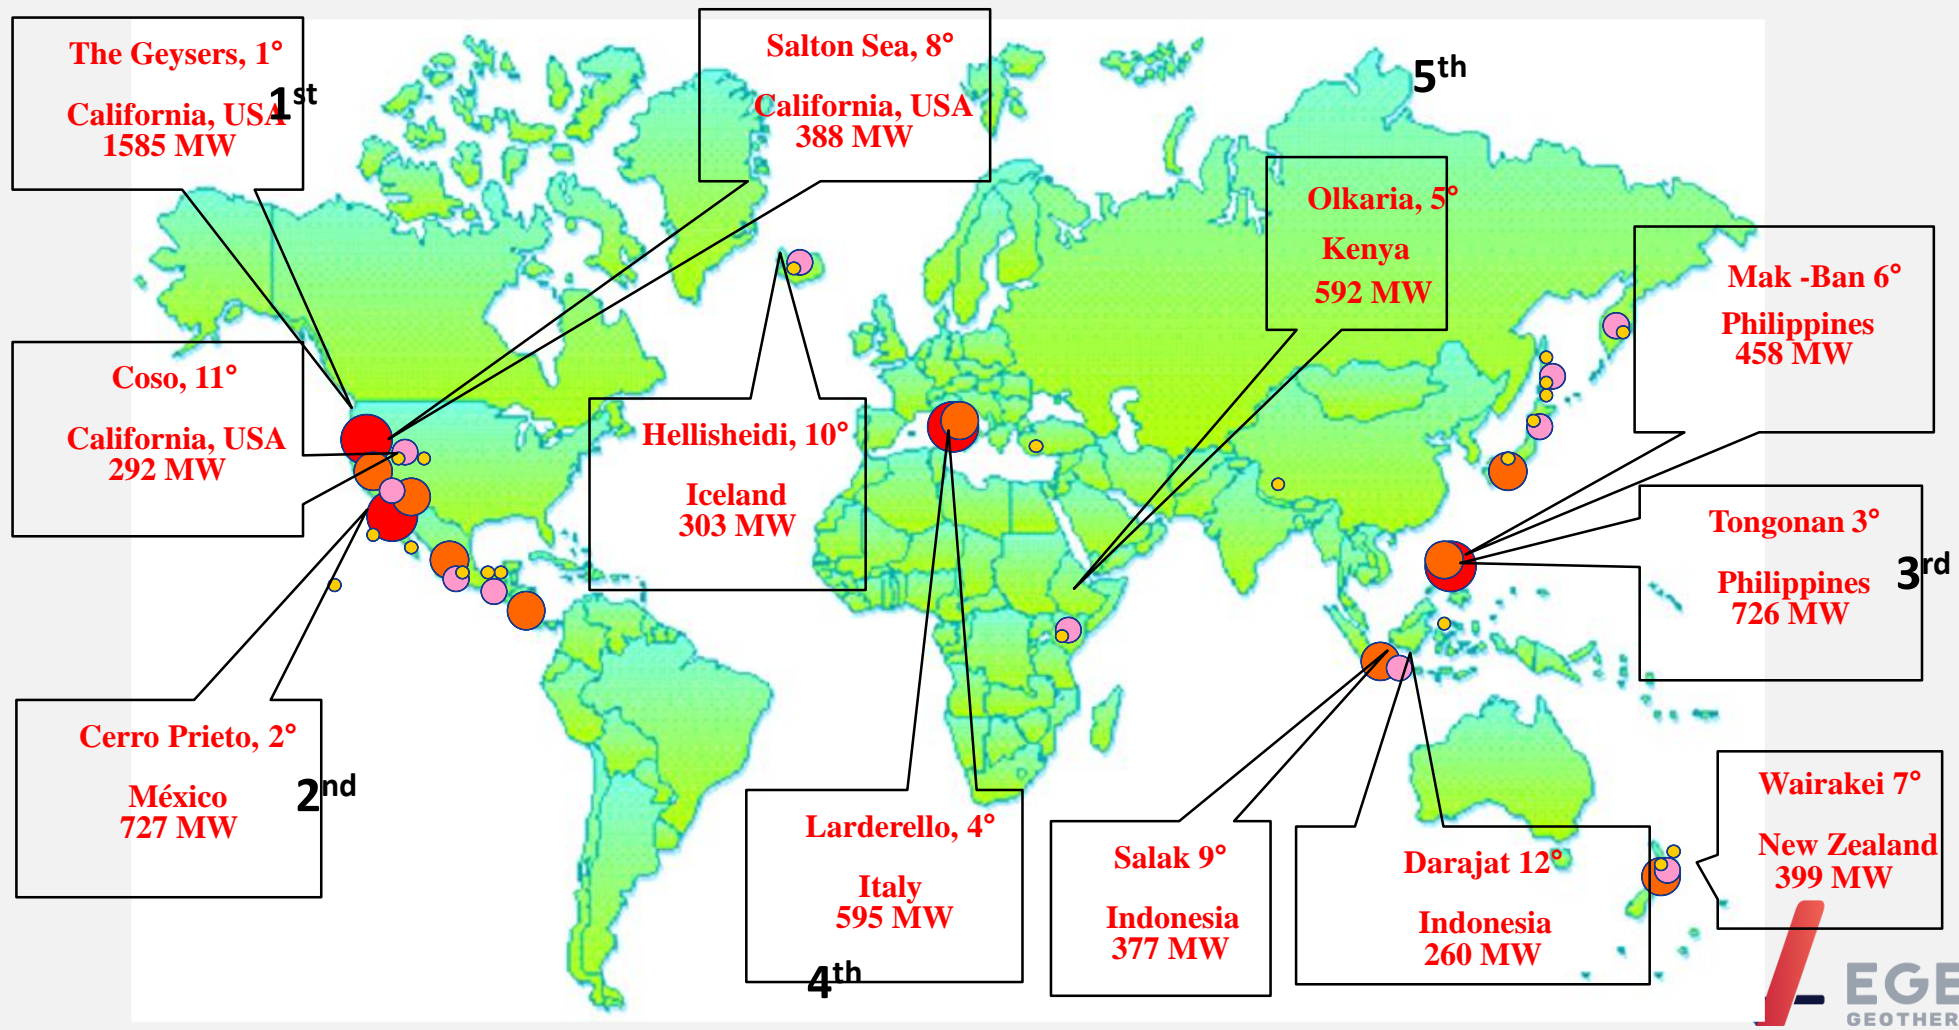 The Geysers, 1°
California, USA
1585 MW
1st
Salton Sea, 8°
California, USA
388 MW
5th
Olkaria, 5°
Kenya
592 MW
Mak -Ban 6°
Philippines
458 MW
Coso, 11°
California, USA
292 MW
Hellisheidi, 10°
Iceland
303 MW
Tongonan 3°
Philippines
726 MW
3rd
Cerro Prieto, 2°
México
727 MW
2nd
Larderello, 4°
Italy
595 MW
4th
Salak 9°
Indonesia
377 MW
Darajat 12°
Indonesia
260 MW
Wairakei 7°
New Zealand
399 MW
EGE
GEOTHER